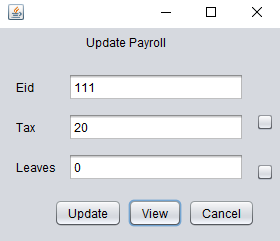 Update Payroll
Eid 111
Tax 20
Leaves 0
Update View Cancel